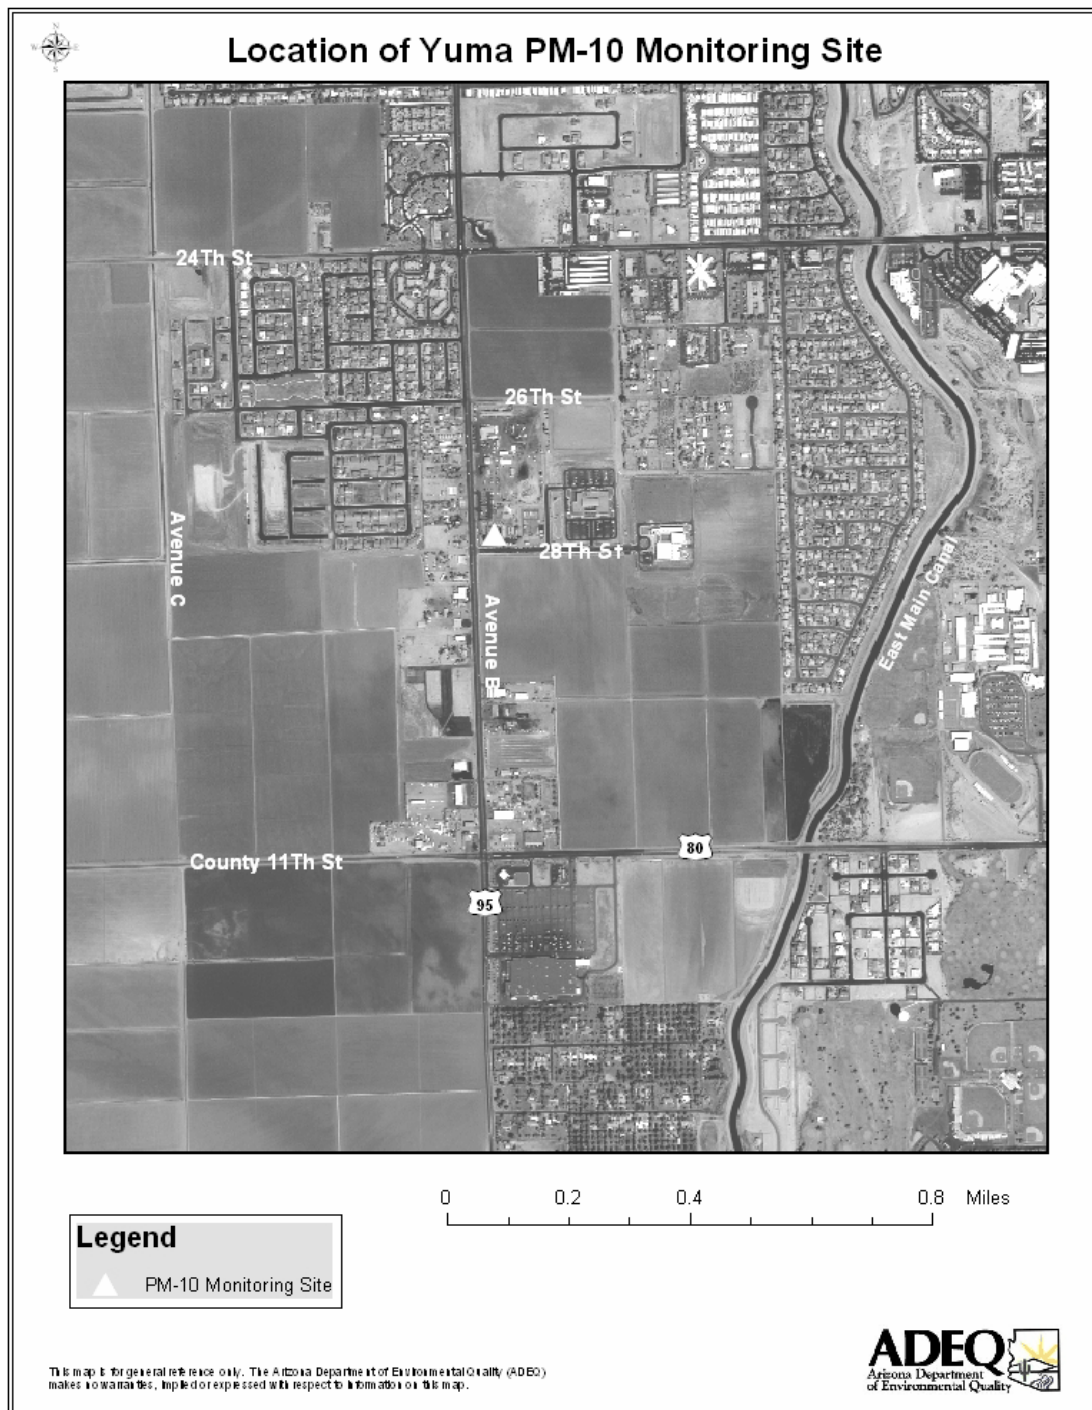 N
W E
S
Location of Yuma PM-10 Monitoring Site
24Th St
26Th St
Avenue C
28Th St
Avenue B
East Main Canal
80
County 11Th St
95
0 0.2 0.4 0.8 Miles
Legend
PM-10 Monitoring Site
This map is for general reference only. The Arizona Department of Environmental Quality (ADEQ)
makes no warranties, implied or expressed with respect to information on this map.
ADEQ
Arizona Department
of Environmental Quality